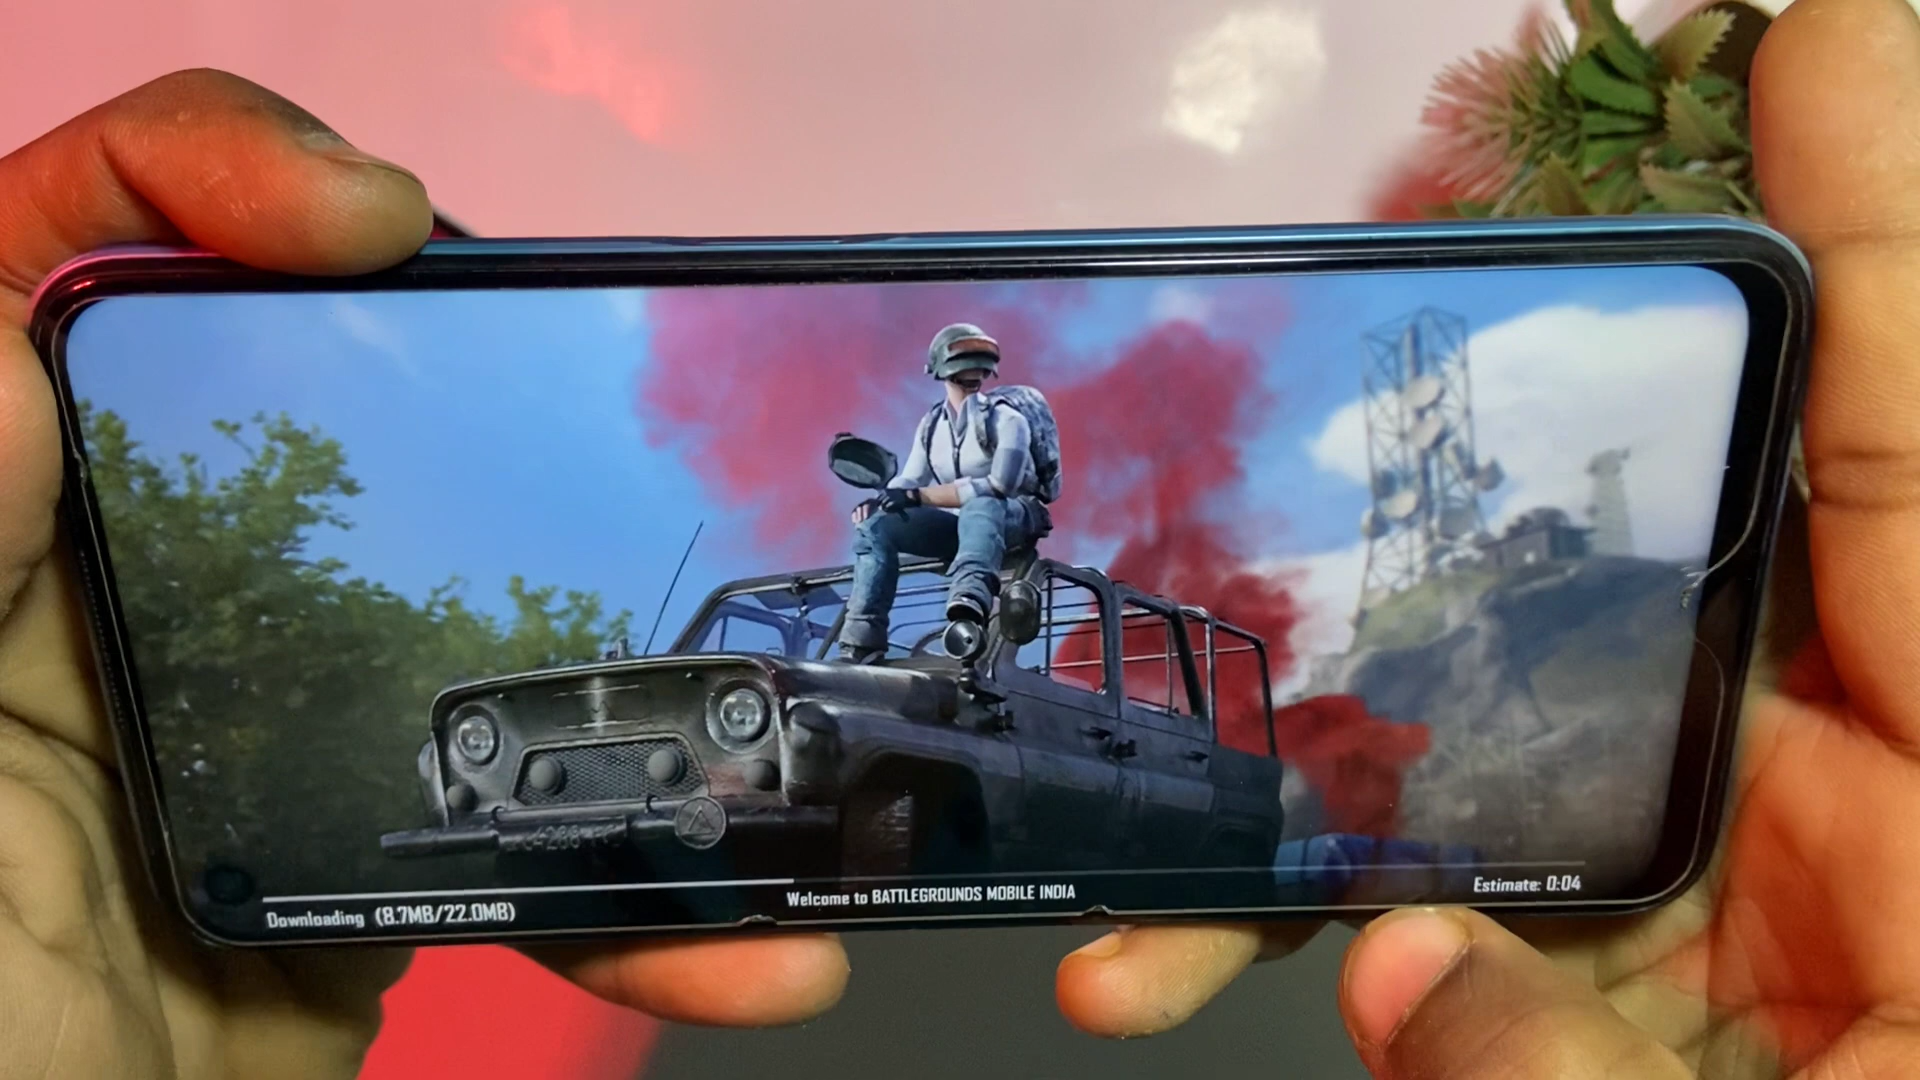 Welcome to BATTLEGROUNDS MOBILE INDIA
Estimate: 0:04
Downloading (8.7MB/22.0MB)